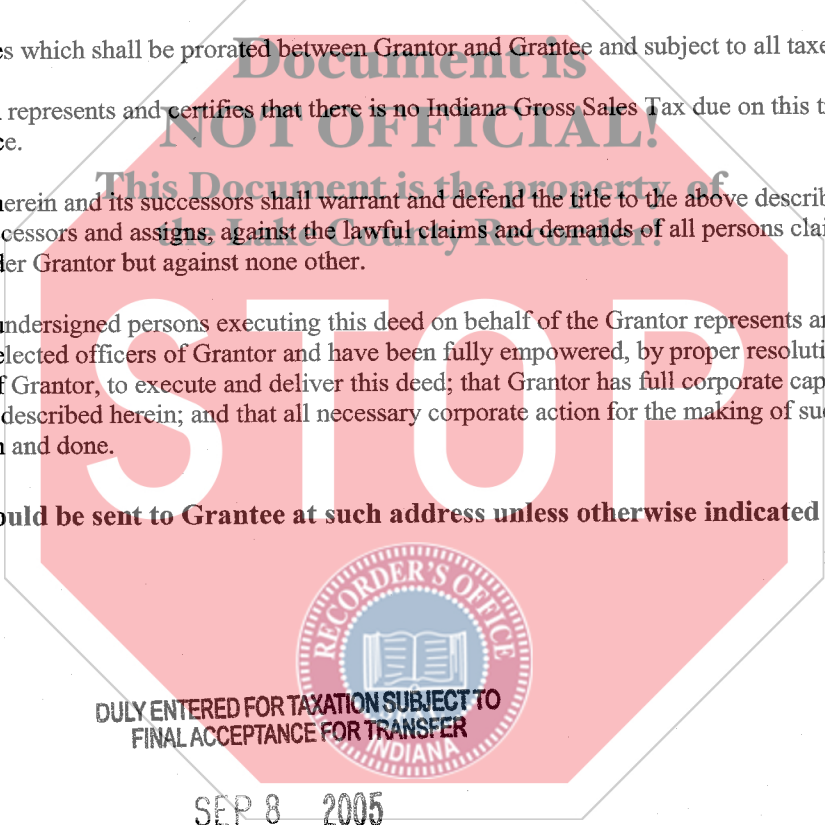 es which shall be prorated between Grantor and Grantee and subject to all taxe
Document is
represents and certifies that there is no Indiana Gross Sales Tax due on this
NOT OFFICIAL!
ce.
This Document is the property of
herein and its successors shall warrant and defend the title to the above describ
the Lake County Recorder!
cessors and assigns, against the lawful claims and demands of all persons clai
der Grantor but against none other.
STOP
undersigned persons executing this deed on behalf of the Grantor represents an
elected officers of Grantor and have been fully empowered, by proper resoluti
f Grantor, to execute and deliver this deed; that Grantor has full corporate cap
described herein; and that all necessary corporate action for the making of suc
n and done.
ould be sent to Grantee at such address unless otherwise indicated
RECORDER'S OFFICE
DULY ENTERED FOR TAXATION SUBJECT TO
FINAL ACCEPTANCE FOR TRANSFER
INDIANA
SEP 8 2005